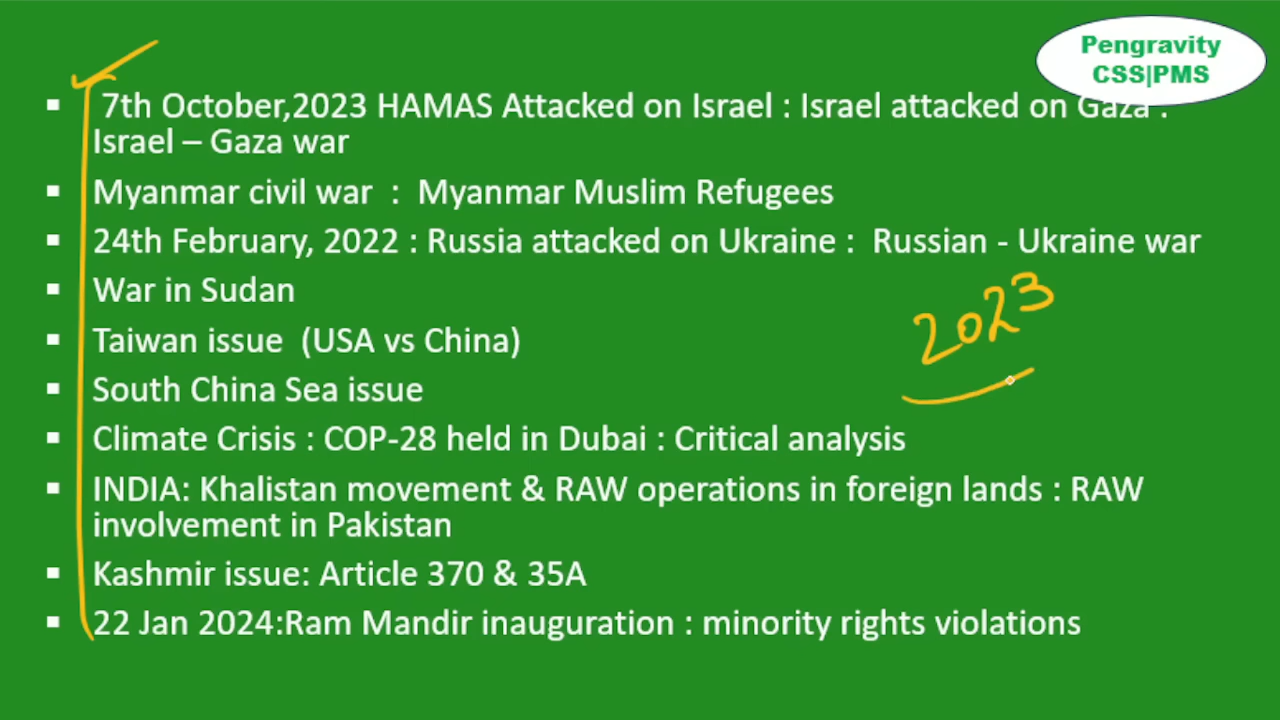 Pengravity
CSS|PMS
▪ 7th October,2023 HAMAS Attacked on Israel : Israel attacked on Gaza :
Israel – Gaza war
▪ Myanmar civil war : Myanmar Muslim Refugees
▪ 24th February, 2022 : Russia attacked on Ukraine : Russian - Ukraine war
▪ War in Sudan
▪ Taiwan issue (USA vs China)
2023
▪ South China Sea issue
▪ Climate Crisis : COP-28 held in Dubai : Critical analysis
▪ INDIA: Khalistan movement & RAW operations in foreign lands : RAW
involvement in Pakistan
▪ Kashmir issue: Article 370 & 35A
▪ 22 Jan 2024:Ram Mandir inauguration : minority rights violations